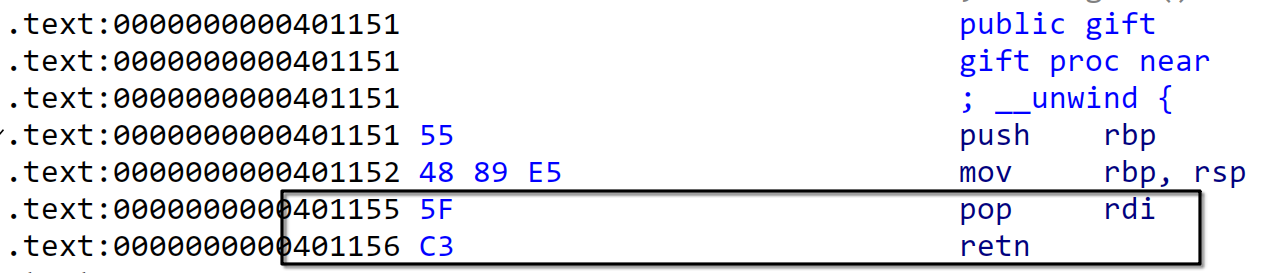 .text:0000000000401151 public gift
.text:0000000000401151 gift proc near
.text:0000000000401151 ; __unwind {
.text:0000000000401151 55 push rbp
.text:0000000000401152 48 89 E5 mov rbp, rsp
.text:0000000000401155 5F pop rdi
.text:0000000000401156 C3 retn